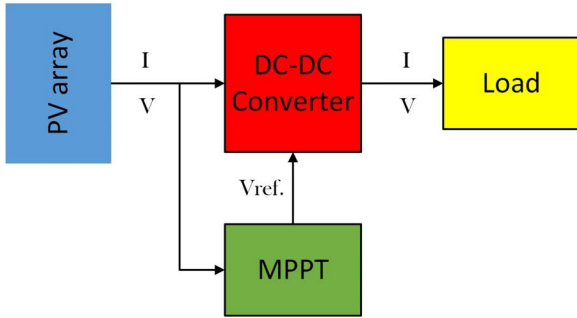 PV array
I
V
DC-DC
Converter
I
V
Load
Vref.
MPPT